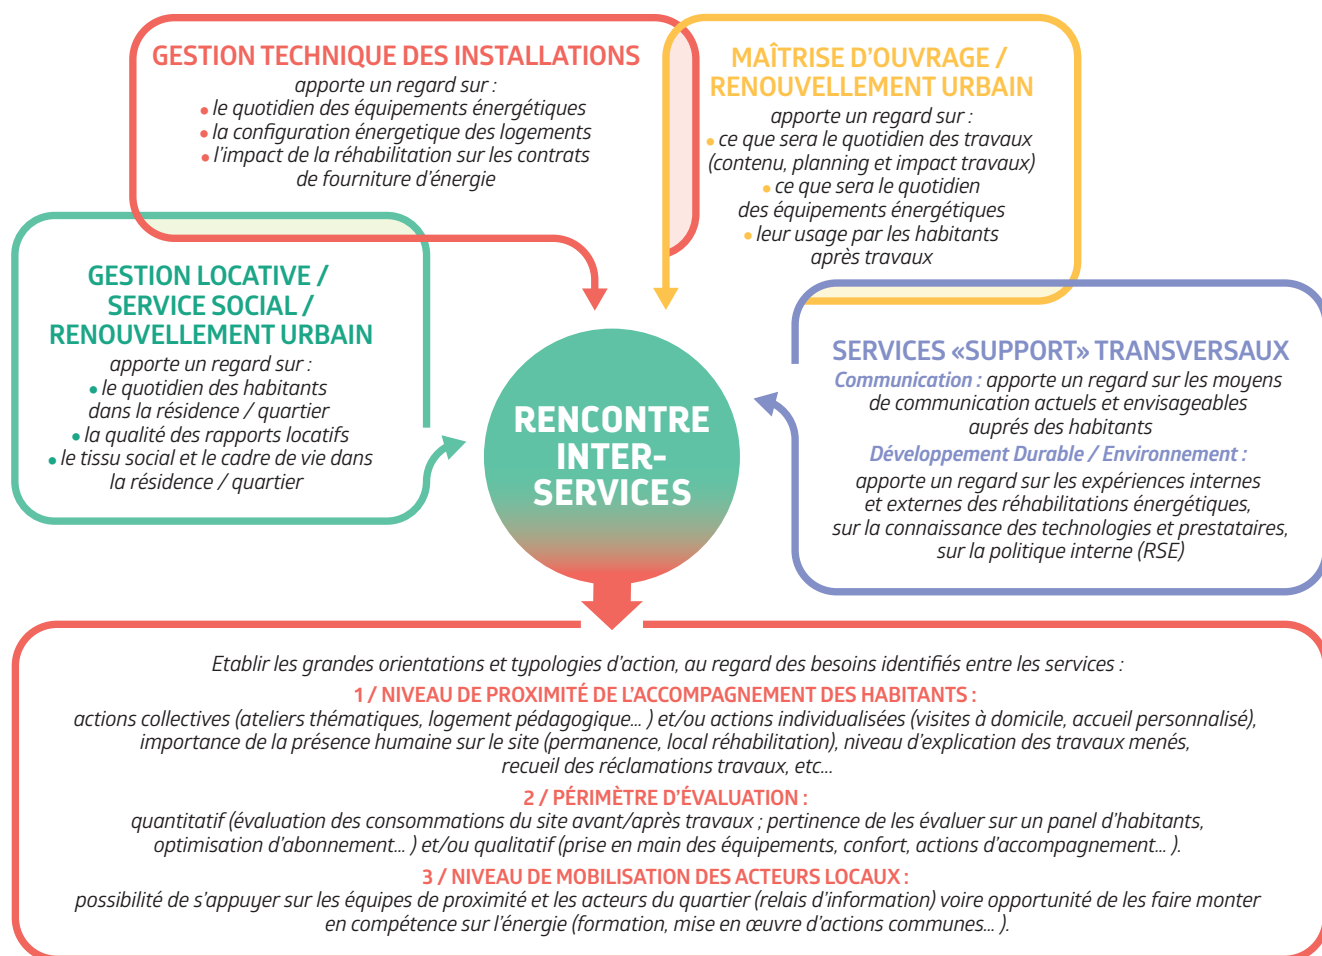 GESTION TECHNIQUE DES INSTALLATIONS
apporte un regard sur :
• le quotidien des équipements énergétiques
• la configuration énergetique des logements
• l'impact de la réhabilitation sur les contrats
de fourniture d'énergie
MAÎTRISE D'OUVRAGE /
RENOUVELLEMENT URBAIN
apporte un regard sur :
• ce que sera le quotidien des travaux
(contenu, planning et impact travaux)
• ce que sera le quotidien
des équipements énergétiques
• leur usage par les habitants
après travaux
GESTION LOCATIVE /
SERVICE SOCIAL /
RENOUVELLEMENT URBAIN
apporte un regard sur :
• le quotidien des habitants
dans la résidence / quartier
• la qualité des rapports locatifs
• le tissu social et le cadre de vie dans
la résidence / quartier
RENCONTRE
INTER-
SERVICES
SERVICES «SUPPORT» TRANSVERSAUX
Communication : apporte un regard sur les moyens
de communication actuels et envisageables
auprés des habitants
Développement Durable / Environnement :
apporte un regard sur les expériences internes
et externes des réhabilitations énergétiques,
sur la connaissance des technologies et prestataires,
sur la politique interne (RSE)
Etablir les grandes orientations et typologies d'action, au regard des besoins identifiés entre les services :
1 / NIVEAU DE PROXIMITÉ DE L'ACCOMPAGNEMENT DES HABITANTS :
actions collectives (ateliers thématiques, logement pédagogique... ) et/ou actions individualisées (visites à domicile, accueil personnalisé),
importance de la présence humaine sur le site (permanence, local réhabilitation), niveau d'explication des travaux menés,
recueil des réclamations travaux, etc...
2 / PÉRIMÈTRE D'ÉVALUATION :
quantitatif (évaluation des consommations du site avant/après travaux ; pertinence de les évaluer sur un panel d'habitants,
optimisation d'abonnement... ) et/ou qualitatif (prise en main des équipements, confort, actions d'accompagnement... ).
3 / NIVEAU DE MOBILISATION DES ACTEURS LOCAUX :
possibilité de s'appuyer sur les équipes de proximité et les acteurs du quartier (relais d'information) voire opportunité de les faire monter
en compétence sur l'énergie (formation, mise en œuvre d'actions communes... ).